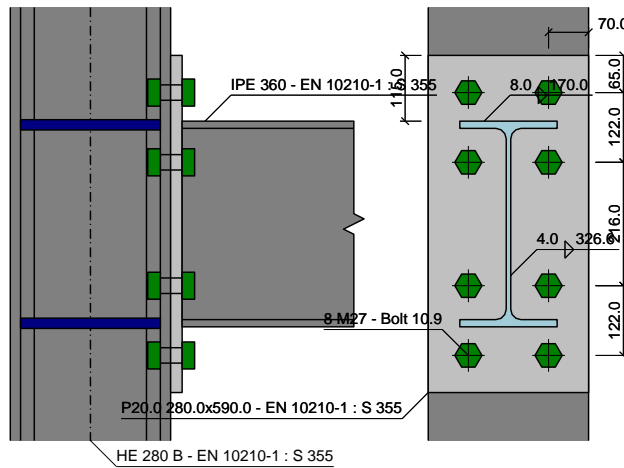 70.0
IPE 360 - EN 10210-1 : S 355
115.0
8.0 170.0
65.0
122.0
216.0
4.0 326.6
8 M27 - Bolt 10.9
122.0
P20.0 280.0x590.0 - EN 10210-1 : S 355
HE 280 B - EN 10210-1 : S 355